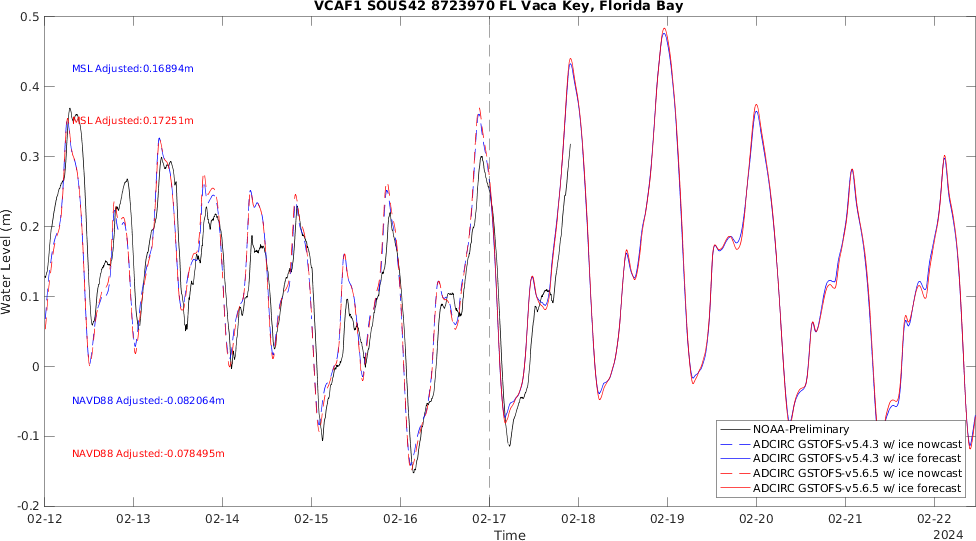 VCAF1 SOUS42 8723970 FL Vaca Key, Florida Bay
0.5
0.4
0.3
0.2
0.1
0
-0.1
-0.2
Water Level (m)
MSL Adjusted:0.16894m
MSL Adjusted:0.17251m
NAVD88 Adjusted:-0.082064m
NAVD88 Adjusted:-0.078495m
NOAA-Preliminary
ADCIRC GSTOFS-v5.4.3 w/ ice nowcast
ADCIRC GSTOFS-v5.4.3 w/ ice forecast
ADCIRC GSTOFS-v5.6.5 w/ ice nowcast
ADCIRC GSTOFS-v5.6.5 w/ ice forecast
02-12 02-13 02-14 02-15 02-16 02-17 02-18 02-19 02-20 02-21 02-22
Time
2024